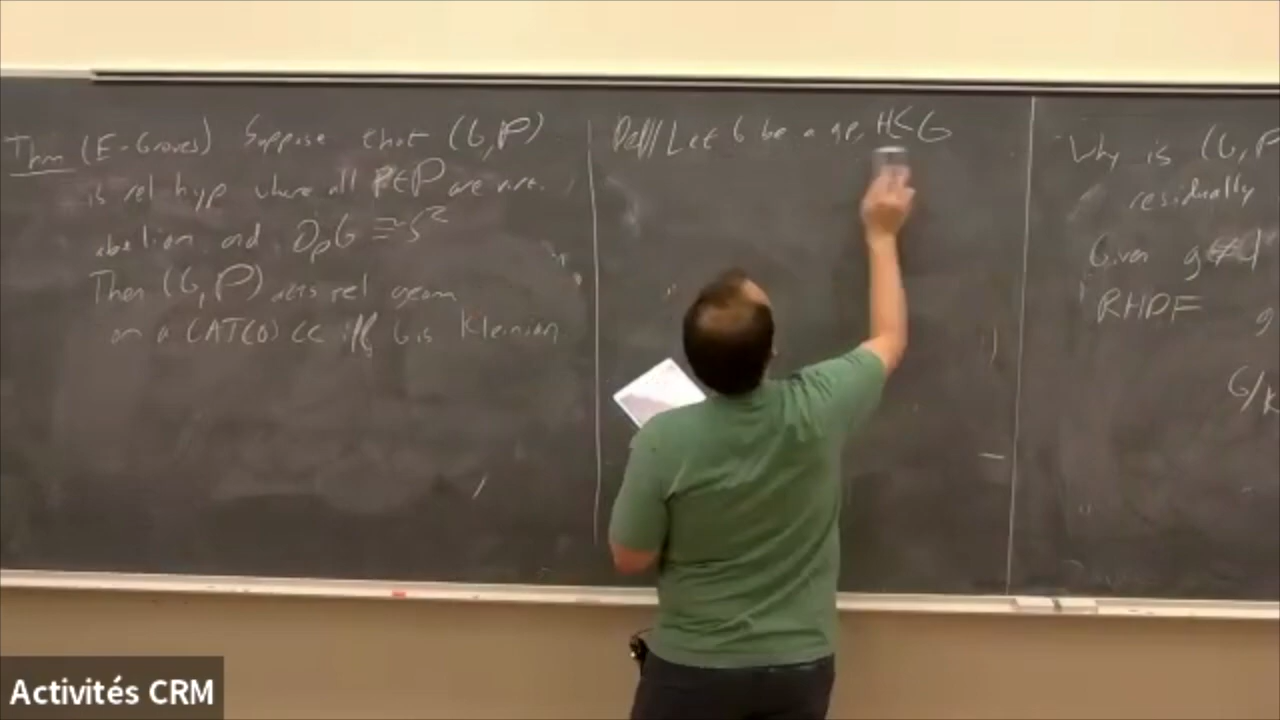 Thm (E-Groves) Suppose that (G,P)
is rel hyp where all P∈P are virt.
abelian and ∂pG ≅ S²
Then (G,P) acts rel geom
on a CAT(0) CC iff G is Kleinian
Def// Let G be a gp, H<G
Why is (G,P
residually
Given g≠1
RHDF g
G/K
Activités CRM